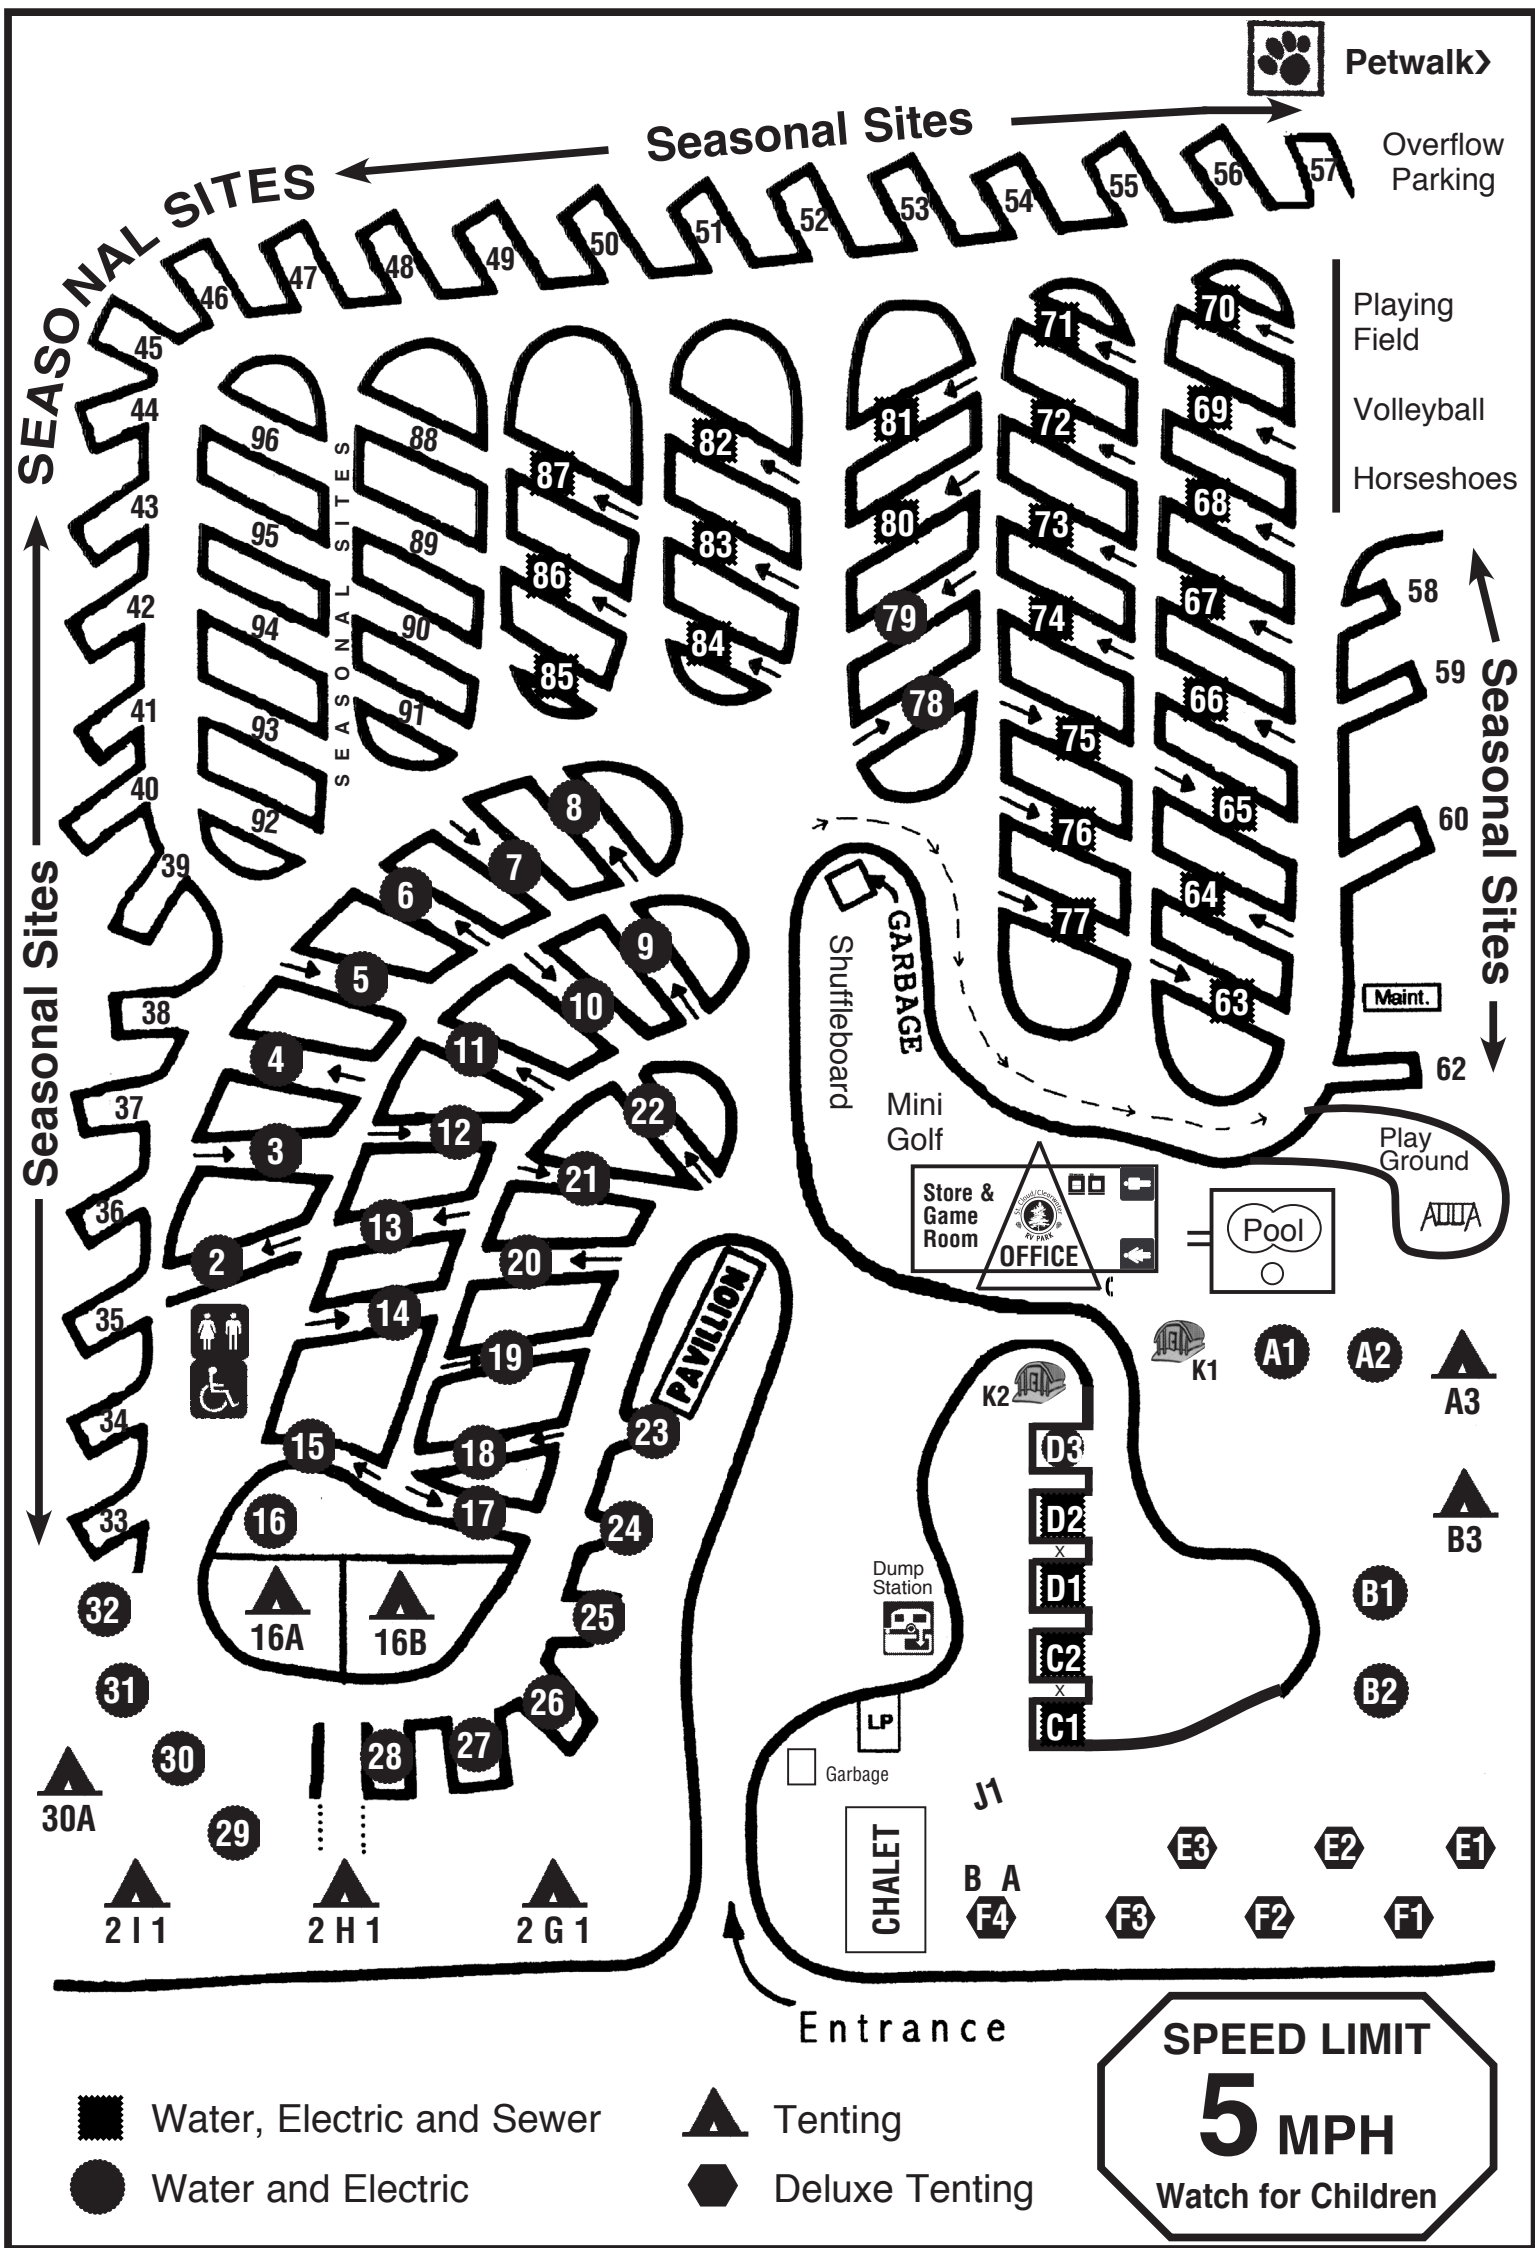 Petwalk›
Seasonal Sites
Overflow
Parking
SEASONAL SITES
57
56
55
54
53
52
51
50
49
48
47
46
45
44
43
42
41
40
39
38
37
36
35
34
33
Seasonal Sites
96
95
94
93
92
SEASONAL SITES
88
89
90
91
87
86
85
82
83
84
81
80
79
78
71
72
73
74
75
76
77
70
69
68
67
66
65
64
63
Playing
Field
Volleyball
Horseshoes
58
59
60
62
Seasonal Sites
Maint.
8
7
6
5
4
3
2
9
10
11
12
13
14
15
16
22
21
20
19
18
17
16A
16B
GARBAGE
Shuffleboard
Mini
Golf
Play
Ground
Store &
Game
Room
St. Cloud/Clearwater
RV PARK
OFFICE
Pool
PAVILLION
23
24
25
26
27
28
29
30
31
32
30A
2 I 1
2 H 1
2 G 1
K1
A1
A2
A3
K2
D3
D2
x
D1
C2
x
C1
B3
B1
B2
Dump
Station
LP
Garbage
J1
CHALET
B A
F4
F3
F2
F1
E3
E2
E1
Entrance
SPEED LIMIT
5 MPH
Watch for Children
Water, Electric and Sewer
Water and Electric
Tenting
Deluxe Tenting